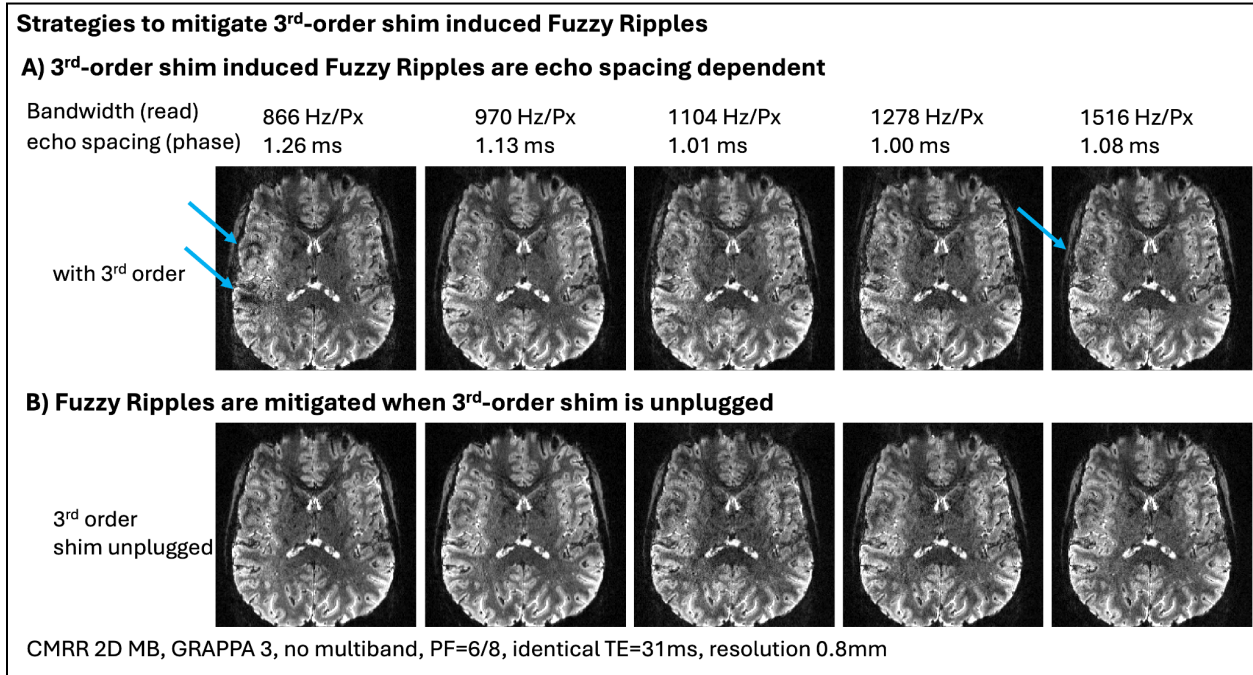 Strategies to mitigate 3rd-order shim induced Fuzzy Ripples
A) 3rd-order shim induced Fuzzy Ripples are echo spacing dependent
Bandwidth (read) 866 Hz/Px 970 Hz/Px 1104 Hz/Px 1278 Hz/Px 1516 Hz/Px
echo spacing (phase) 1.26 ms 1.13 ms 1.01 ms 1.00 ms 1.08 ms
with 3rd order
B) Fuzzy Ripples are mitigated when 3rd-order shim is unplugged
3rd order
shim unplugged
CMRR 2D MB, GRAPPA 3, no multiband, PF=6/8, identical TE=31ms, resolution 0.8mm